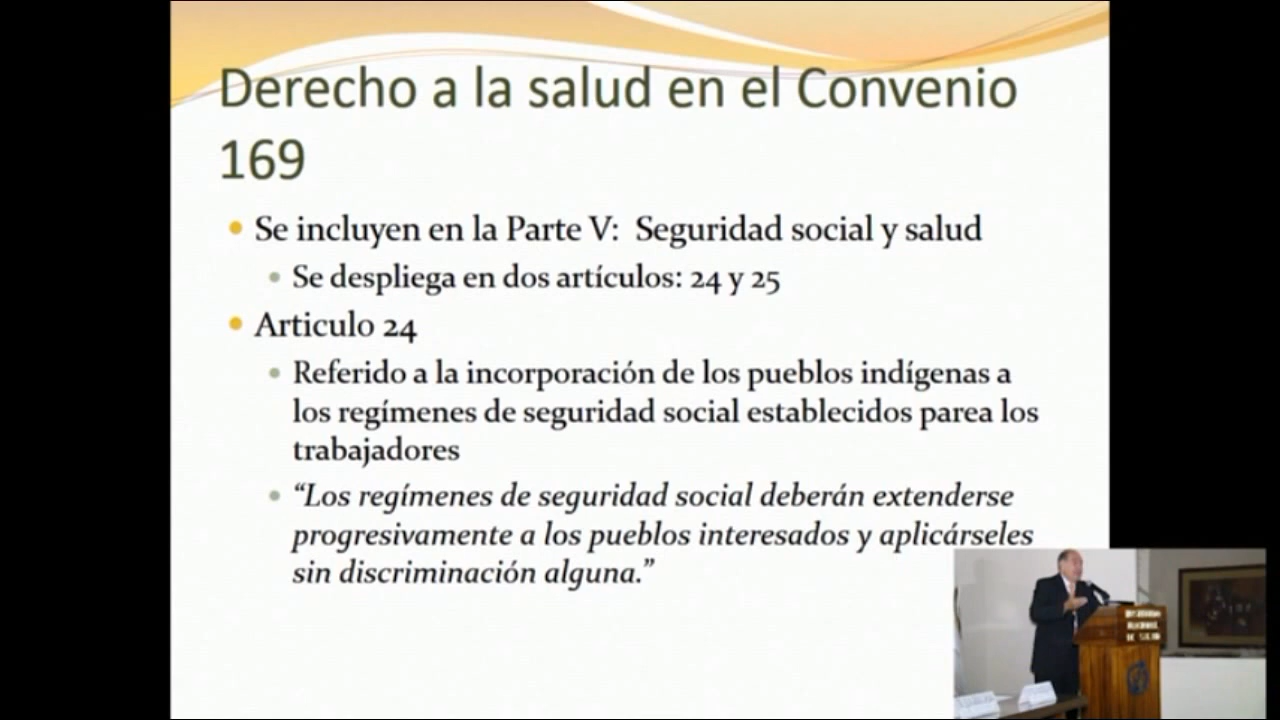 Derecho a la salud en el Convenio
169
Se incluyen en la Parte V: Seguridad social y salud
Se despliega en dos artículos: 24 y 25
Articulo 24
Referido a la incorporación de los pueblos indígenas a
los regímenes de seguridad social establecidos parea los
trabajadores
“Los regímenes de seguridad social deberán extenderse
progresivamente a los pueblos interesados y aplicárseles
sin discriminación alguna.”
DE SALUD